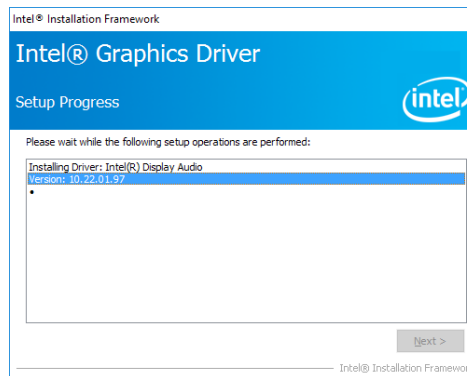 Intel® Installation Framework
Intel® Graphics Driver
Setup Progress
intel
Please wait while the following setup operations are performed:
Installing Driver: Intel(R) Display Audio
Version: 10.22.01.97
Next >
Intel® Installation Framewor